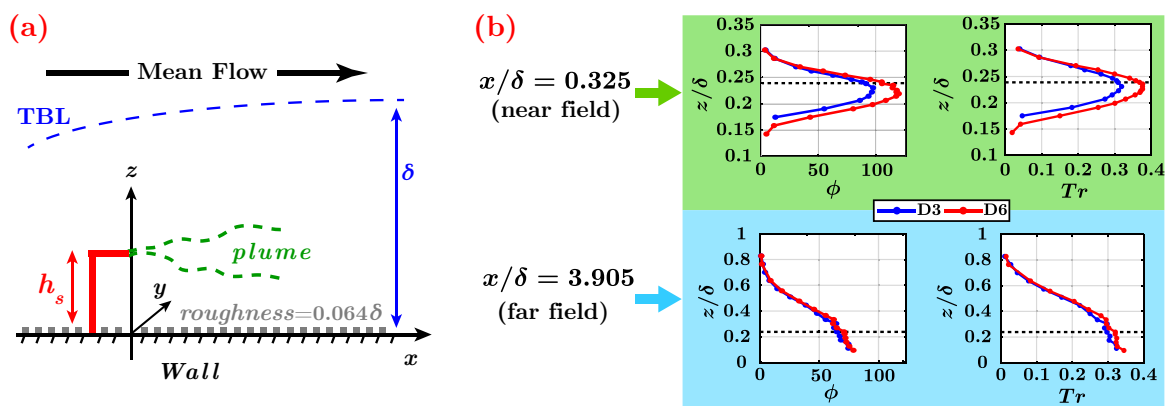 (a)
Mean Flow
TBL
z
δ
plume
h_s
y
roughness=0.064δ
x
Wall
(b)
x/δ = 0.325
(near field)
z/δ
0.35
0.3
0.25
0.2
0.15
0.1
0 50 100
ϕ
z/δ
0.35
0.3
0.25
0.2
0.15
0.1
0 0.1 0.2 0.3 0.4
Tr
D3 D6
x/δ = 3.905
(far field)
z/δ
1
0.8
0.6
0.4
0.2
0
0 50 100
ϕ
z/δ
1
0.8
0.6
0.4
0.2
0
0 0.1 0.2 0.3 0.4
Tr